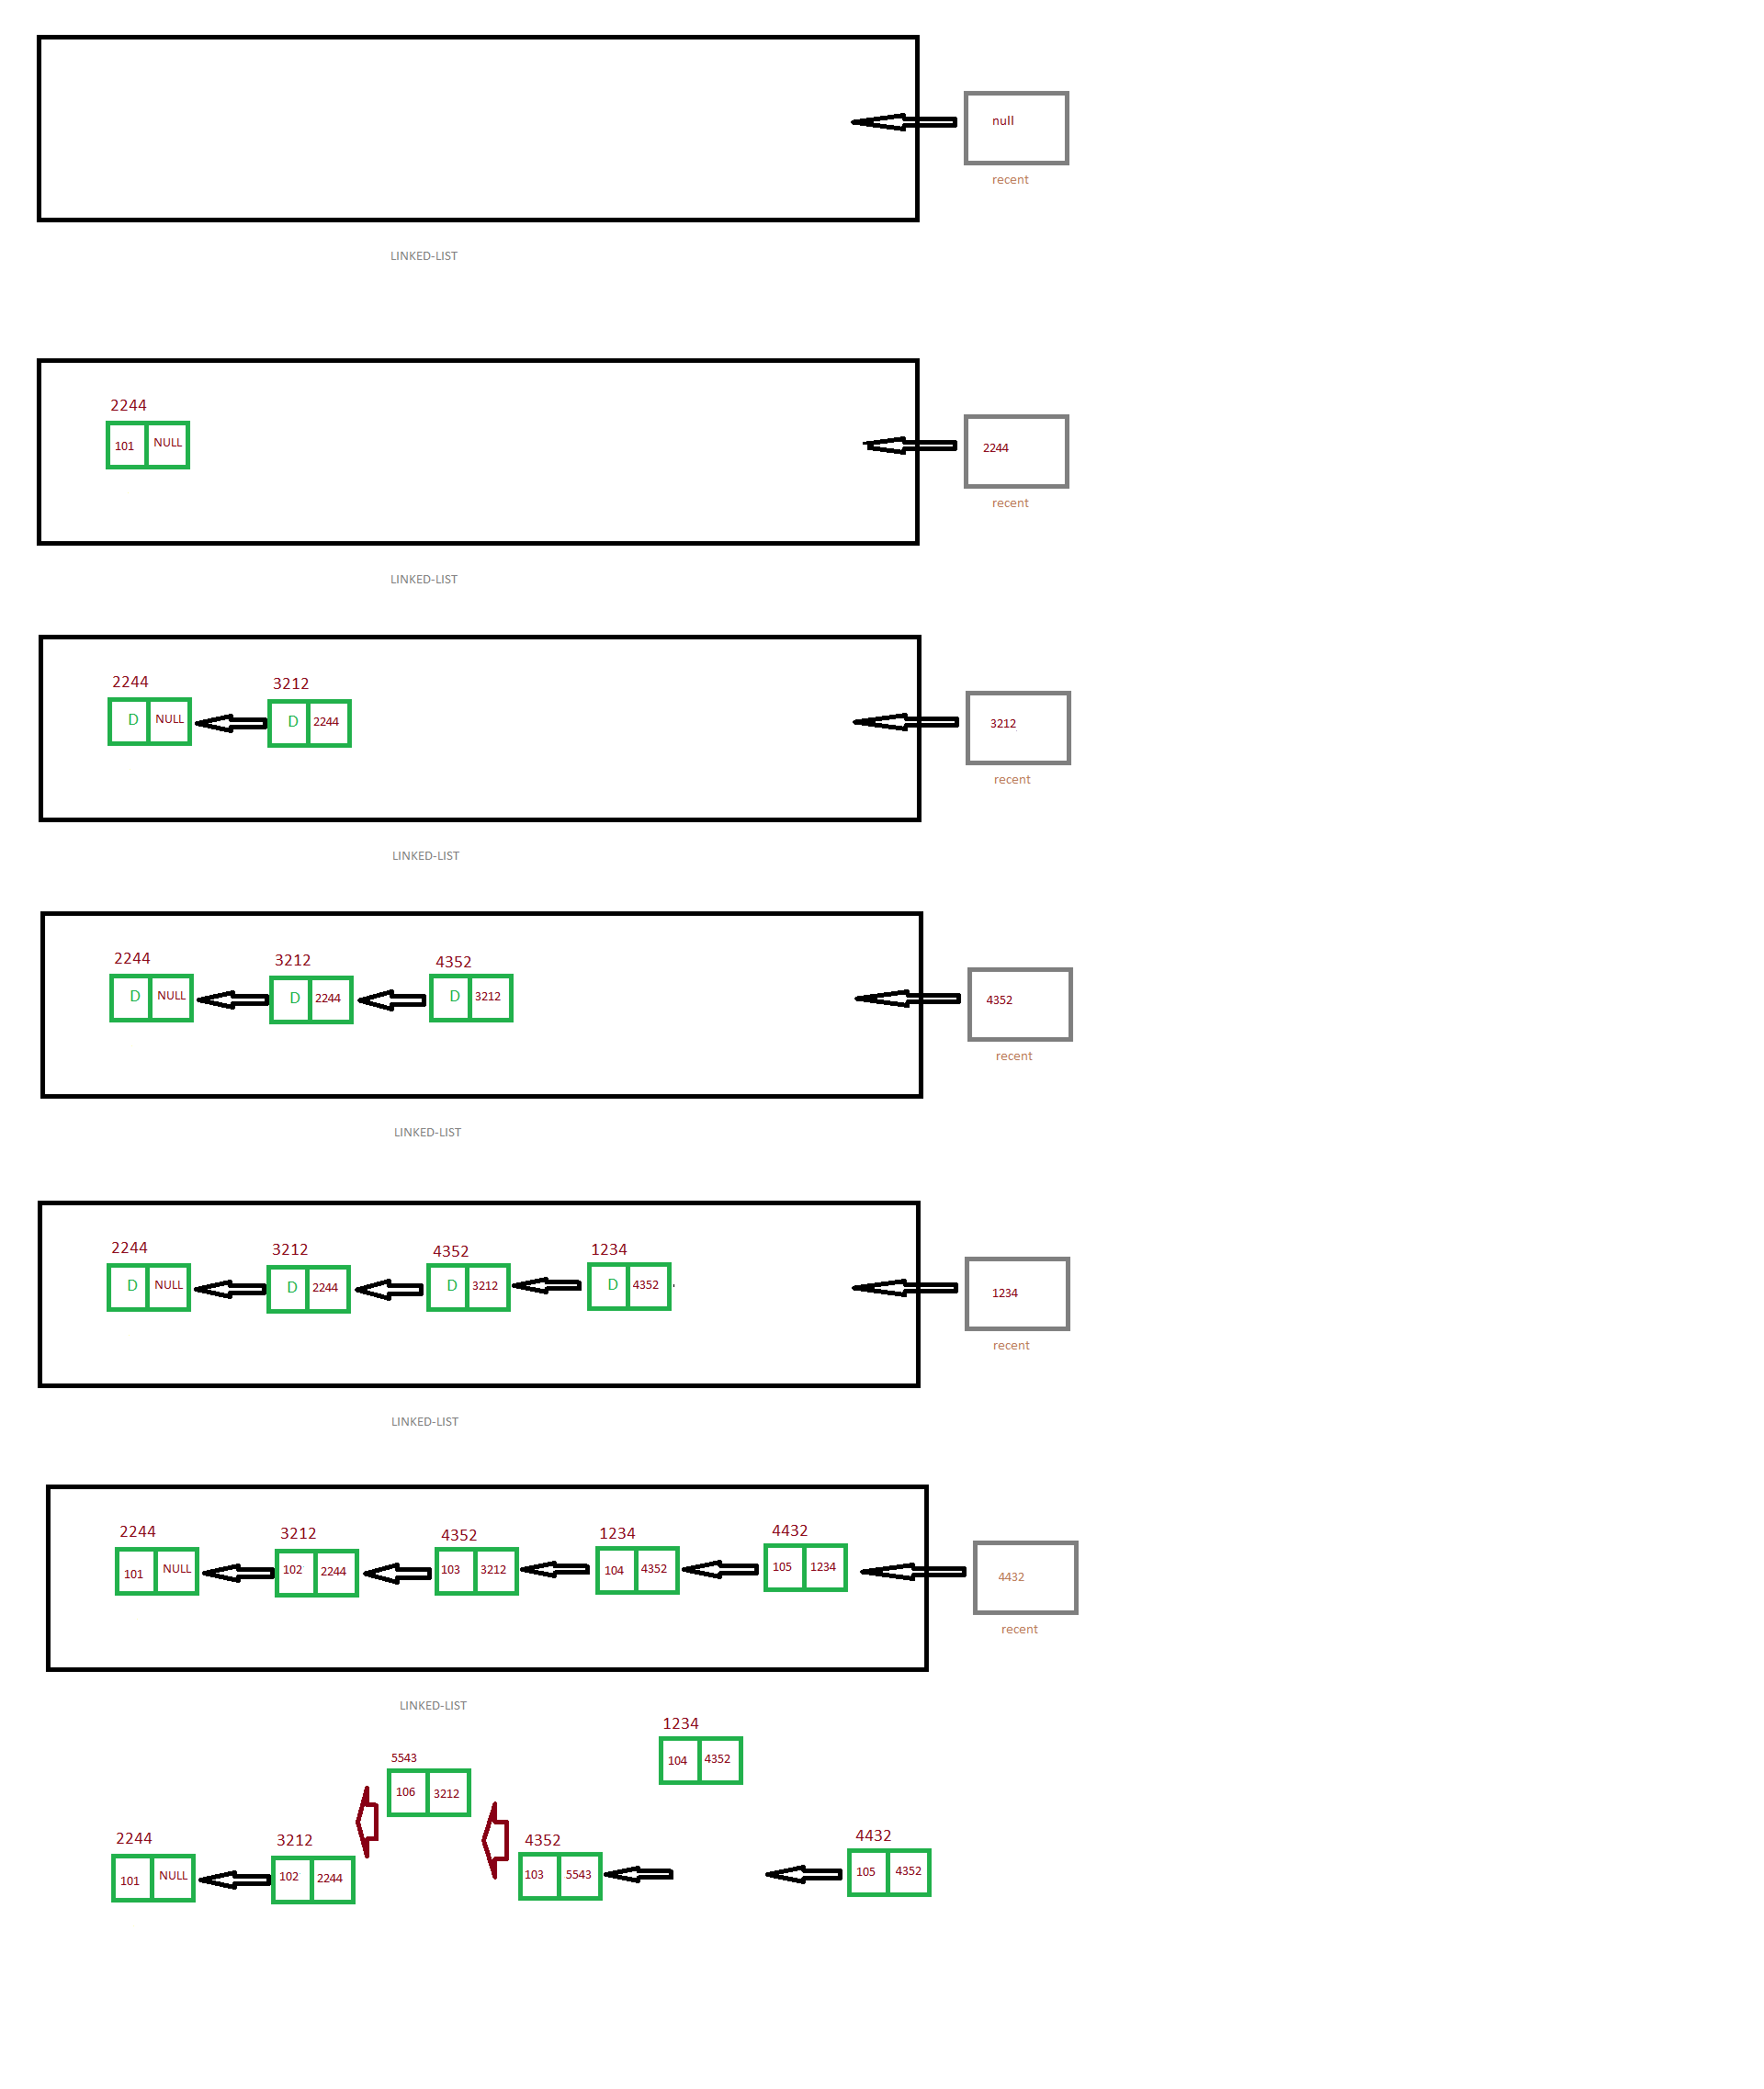 null
recent
LINKED-LIST
2244
101 NULL
2244
recent
LINKED-LIST
2244 3212
D NULL D 2244
3212
recent
LINKED-LIST
2244 3212 4352
D NULL D 2244 D 3212
4352
recent
LINKED-LIST
2244 3212 4352 1234
D NULL D 2244 D 3212 D 4352
1234
recent
LINKED-LIST
2244 3212 4352 1234 4432
101 NULL 102 2244 103 3212 104 4352 105 1234
4432
recent
LINKED-LIST
1234
104 4352
5543
106 3212
2244 3212 4352 4432
101 NULL 102 2244 103 5543 105 4352